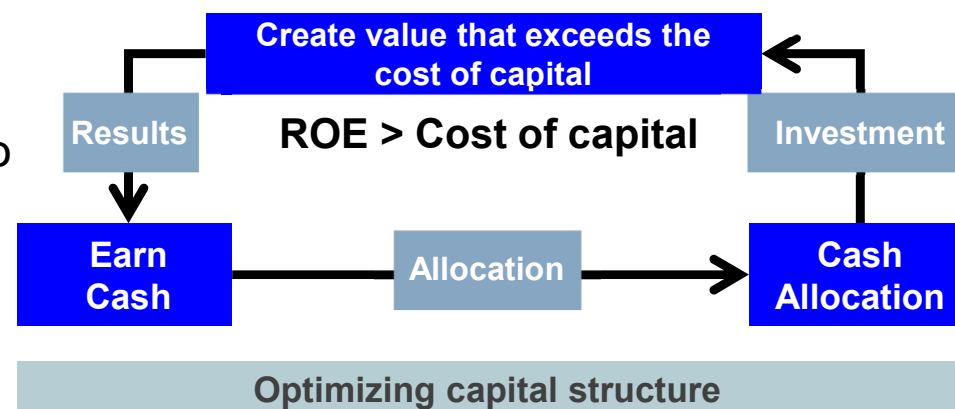 Create value that exceeds the
cost of capital
Results
ROE > Cost of capital
Investment
Earn
Cash
Allocation
Cash
Allocation
Optimizing capital structure